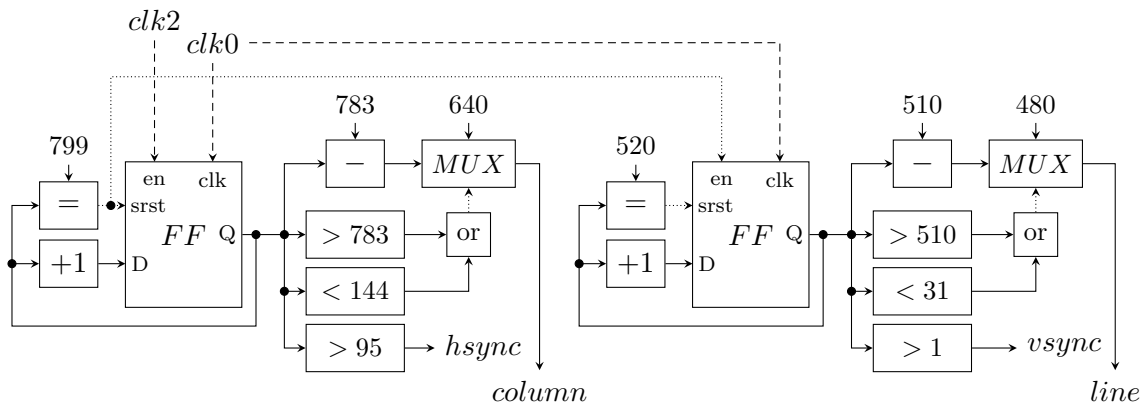 clk2
clk0
783 640 510 480
799 520
− MUX − MUX
en clk en clk
= srst = srst
FF Q > 783 or FF Q > 510 or
+1 D +1 D
< 144 < 31
> 95 hsync > 1 vsync
column line